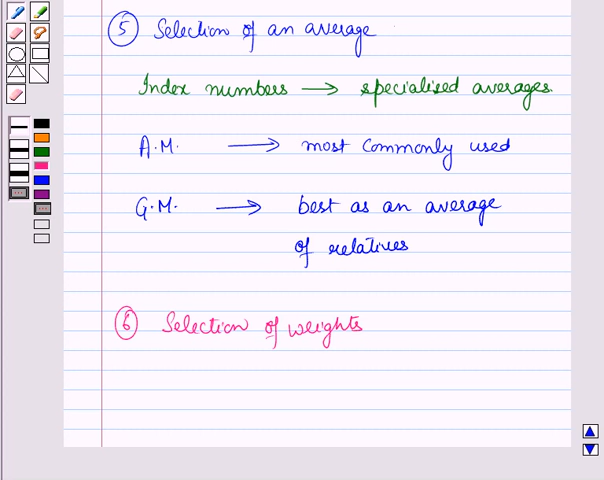 5 Selection of an average
Index numbers → specialised averages.
A.M. → most commonly used
G.M. → best as an average
of relatives
6 Selection of weights